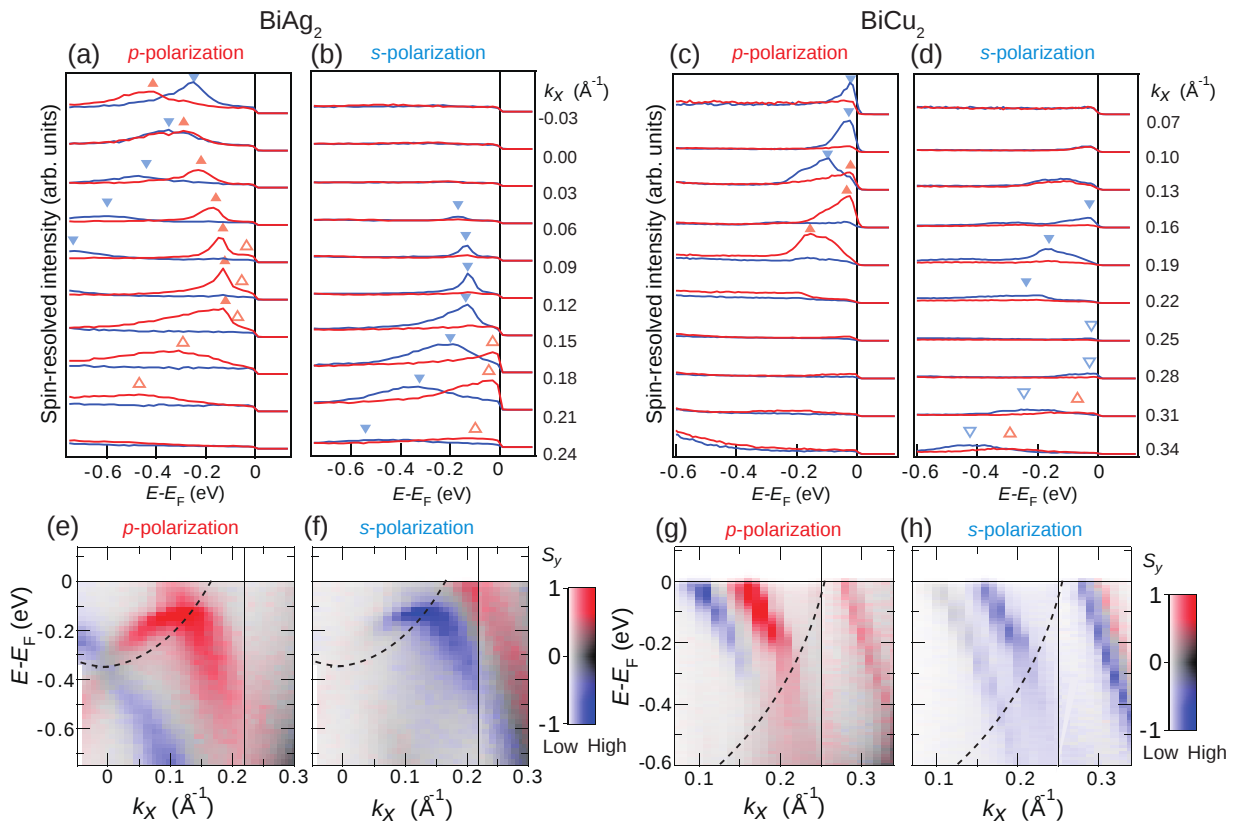 BiAg2
BiCu2
(a) p-polarization
(b) s-polarization
(c) p-polarization
(d) s-polarization
Spin-resolved intensity (arb. units)
kX (Å-1)
-0.03
0.00
0.03
0.06
0.09
0.12
0.15
0.18
0.21
0.24
Spin-resolved intensity (arb. units)
kX (Å-1)
0.07
0.10
0.13
0.16
0.19
0.22
0.25
0.28
0.31
0.34
-0.6 -0.4 -0.2 0
E-EF (eV)
-0.6 -0.4 -0.2 0
E-EF (eV)
-0.6 -0.4 -0.2 0
E-EF (eV)
-0.6 -0.4 -0.2 0
E-EF (eV)
(e) p-polarization
(f) s-polarization
(g) p-polarization
(h) s-polarization
E-EF (eV)
0
-0.2
-0.4
-0.6
0 0.1 0.2 0.3
kX (Å-1)
0 0.1 0.2 0.3
kX (Å-1)
Sy
1
0
-1
Low High
E-EF (eV)
0
-0.2
-0.4
-0.6
0.1 0.2 0.3
kX (Å-1)
0.1 0.2 0.3
kX (Å-1)
Sy
1
0
-1
Low High